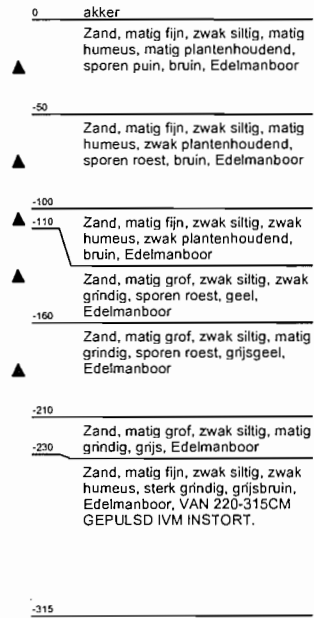 0 akker
Zand, matig fijn, zwak siltig, matig
humeus, matig plantenhoudend,
sporen puin, bruin, Edelmanboor
-50
Zand, matig fijn, zwak siltig, matig
humeus, zwak plantenhoudend,
sporen roest, bruin, Edelmanboor
-100
-110
Zand, matig fijn, zwak siltig, zwak
humeus, zwak plantenhoudend,
bruin, Edelmanboor
Zand, matig grof, zwak siltig, zwak
grindig, sporen roest, geel,
Edelmanboor
-160
Zand, matig grof, zwak siltig, matig
grindig, sporen roest, grijsgeel,
Edelmanboor
-210
Zand, matig grof, zwak siltig, matig
grindig, grijs, Edelmanboor
-230
Zand, matig fijn, zwak siltig, zwak
humeus, sterk grindig, grijsbruin,
Edelmanboor, VAN 220-315CM
GEPULSD IVM INSTORT.
-315